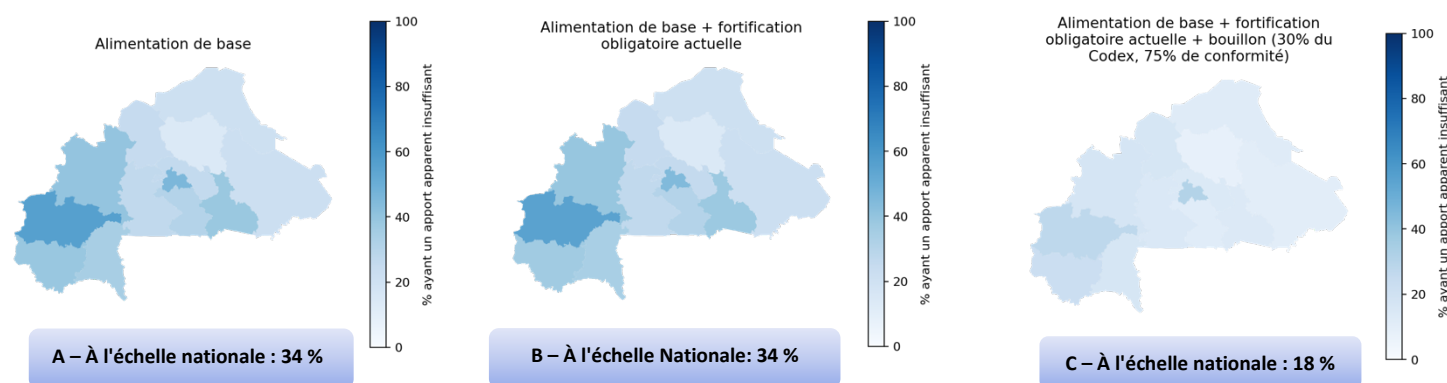 Alimentation de base
100
80
60
40
20
0
% ayant un apport apparent insuffisant
A – À l'échelle nationale : 34 %
Alimentation de base + fortification
obligatoire actuelle
100
80
60
40
20
0
% ayant un apport apparent insuffisant
B – À l'échelle Nationale: 34 %
Alimentation de base + fortification
obligatoire actuelle + bouillon (30% du
Codex, 75% de conformité)
100
80
60
40
20
0
% ayant un apport apparent insuffisant
C – À l'échelle nationale : 18 %